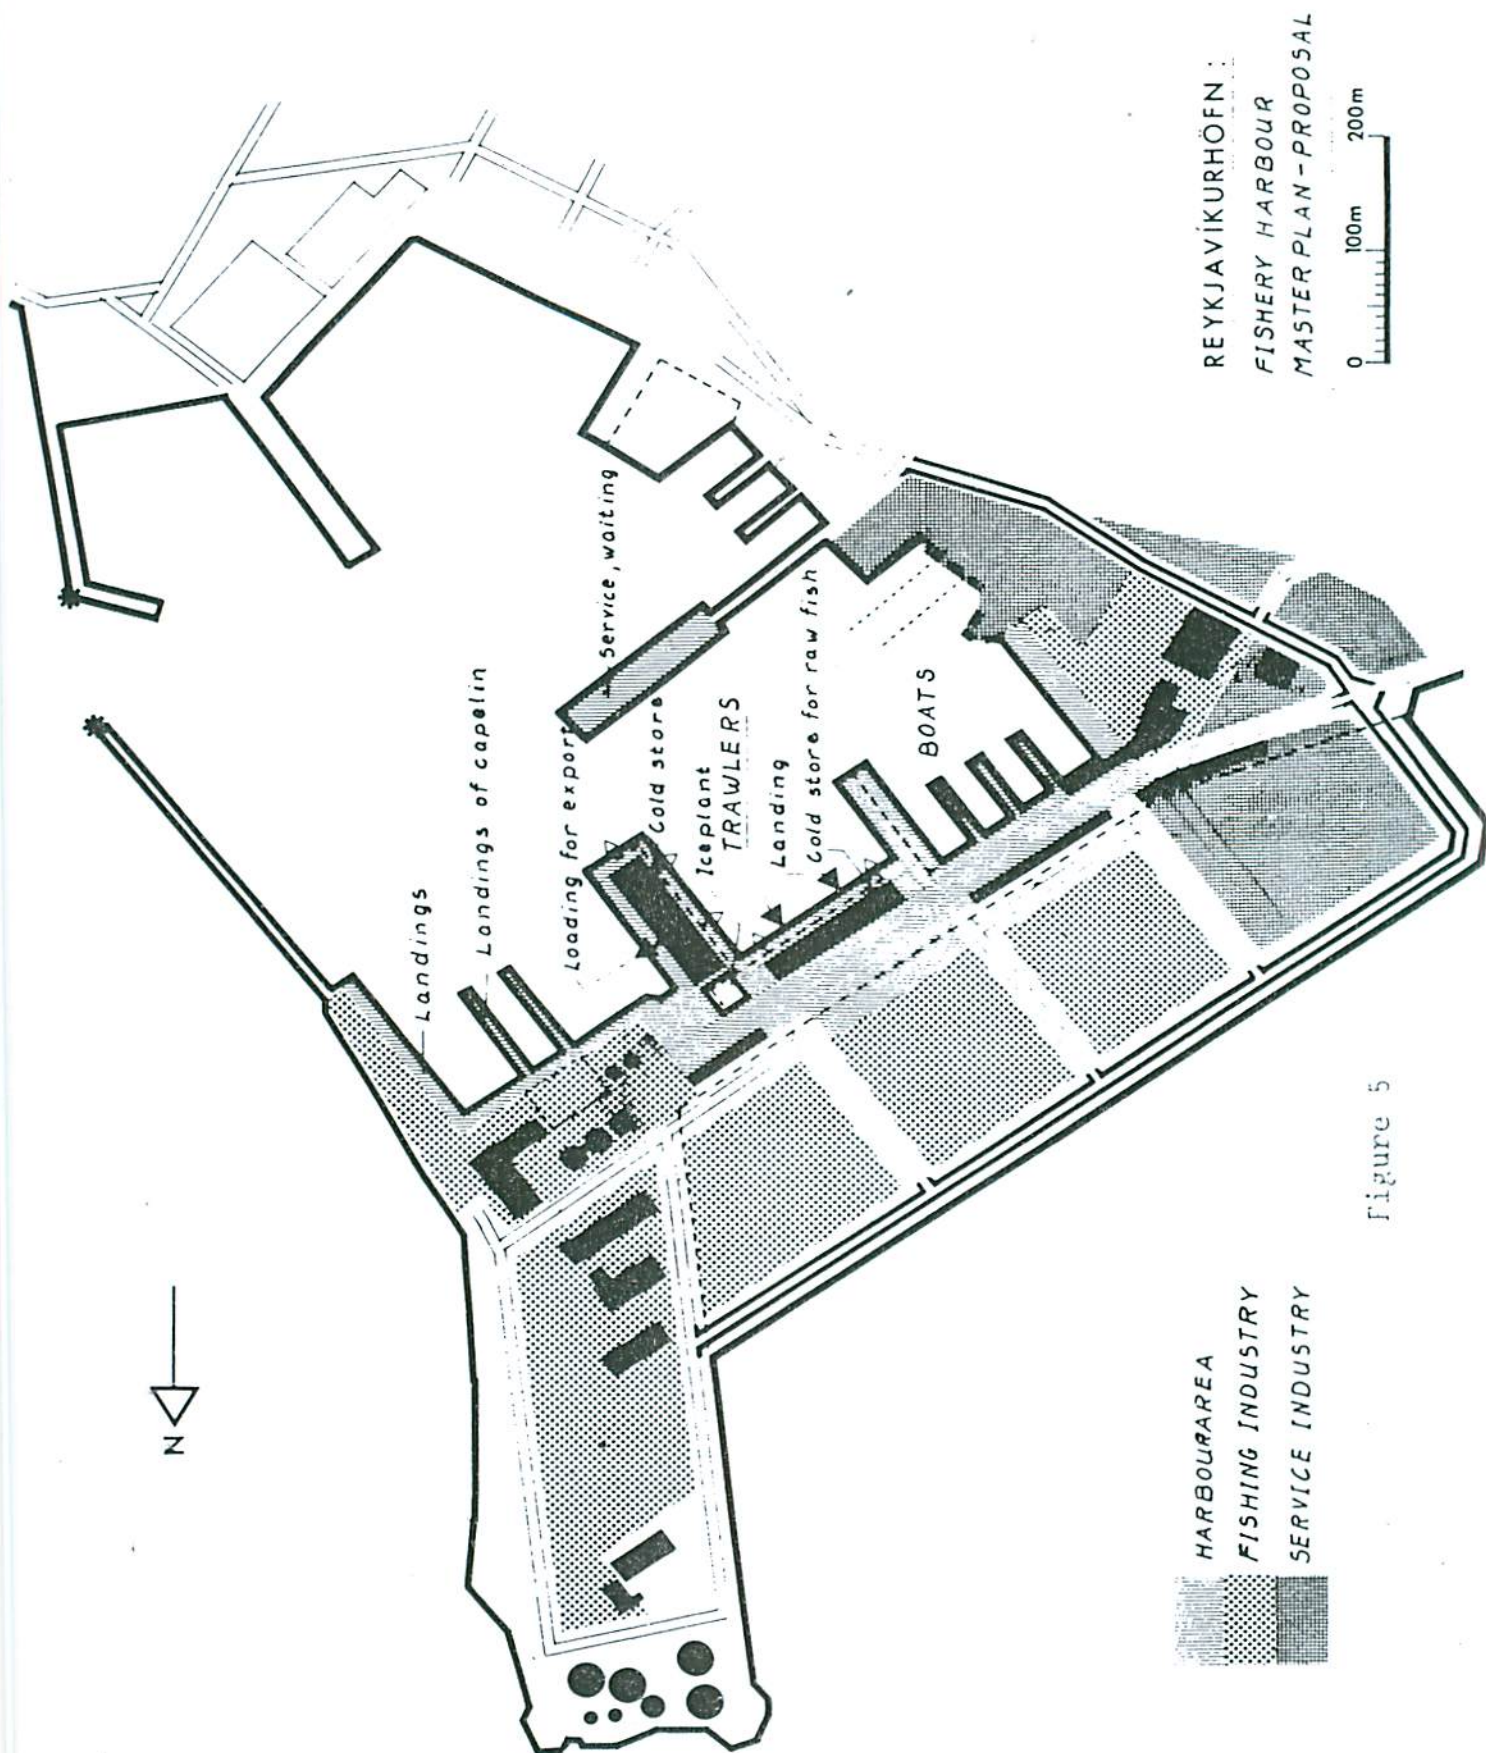 REYKJAVÍKURHÖFN :
FISHERY HARBOUR
MASTERPLAN-PROPOSAL
0 100m 200m
N
Landings
Landings of capelin
Loading for export
Service, waiting
Cold store
Iceplant
TRAWLERS
Landing
Cold store for raw fish
BOATS
HARBOURAREA
FISHING INDUSTRY
SERVICE INDUSTRY
Figure 5